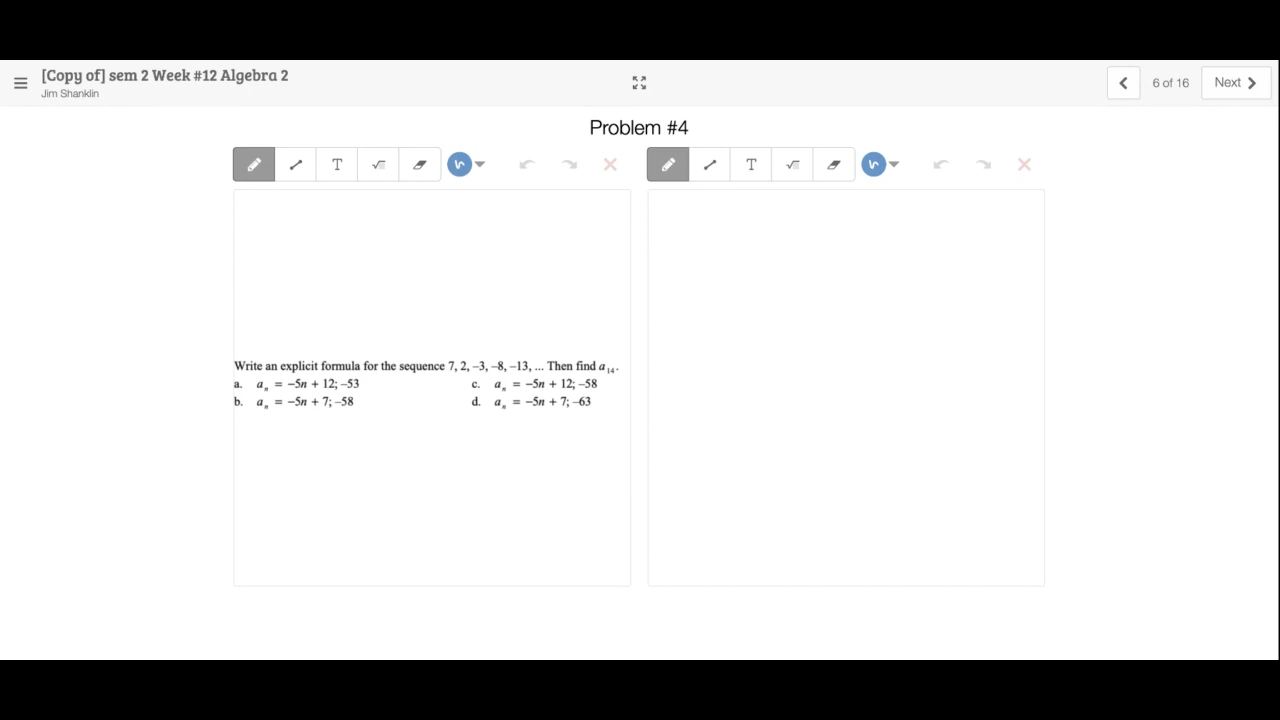 [Copy of] sem 2 Week #12 Algebra 2
Jim Shanklin
6 of 16
Next
Problem #4
T
T
Write an explicit formula for the sequence 7, 2, –3, –8, –13, ... Then find a₁₄.
a. aₙ = –5n + 12; –53
c. aₙ = –5n + 12; –58
b. aₙ = –5n + 7; –58
d. aₙ = –5n + 7; –63